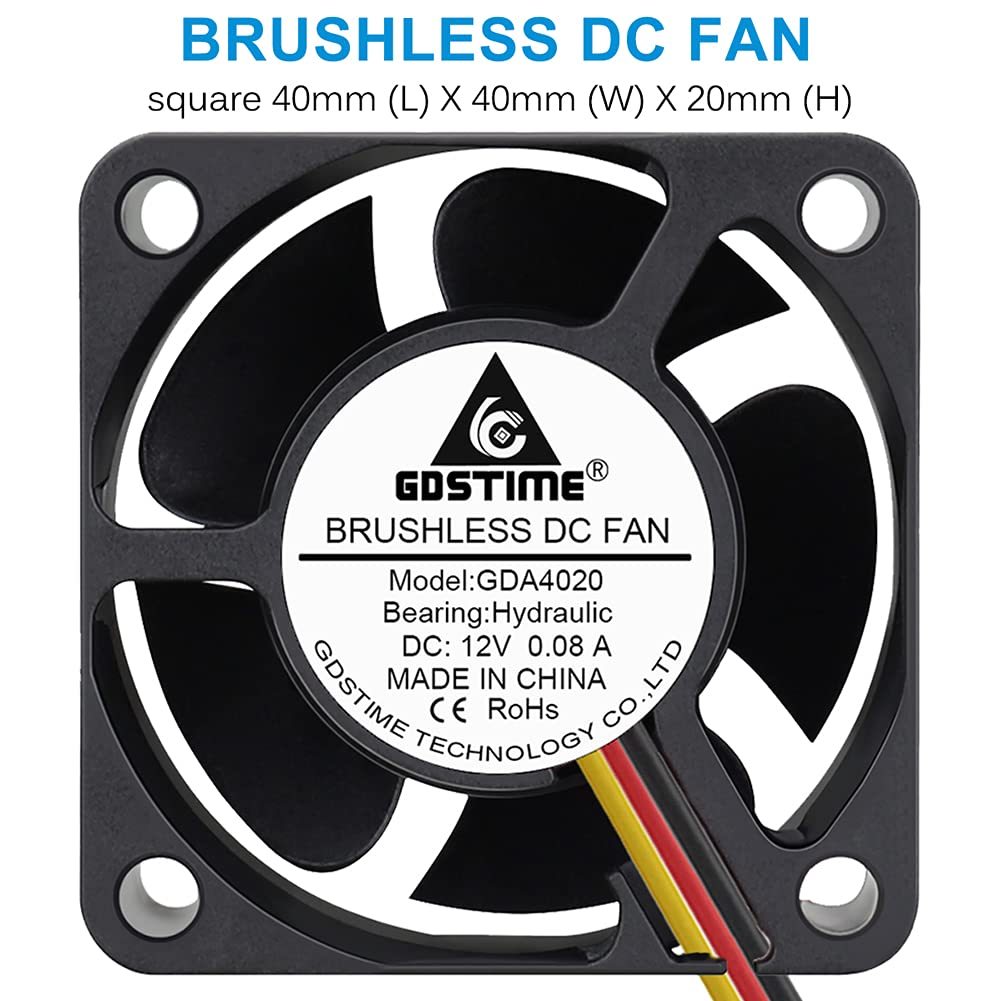 BRUSHLESS DC FAN
square 40mm (L) X 40mm (W) X 20mm (H)
GDSTIME®
BRUSHLESS DC FAN
Model:GDA4020
Bearing:Hydraulic
DC: 12V 0.08 A
MADE IN CHINA
CE RoHs
GDSTIME TECHNOLOGY CO.,LTD